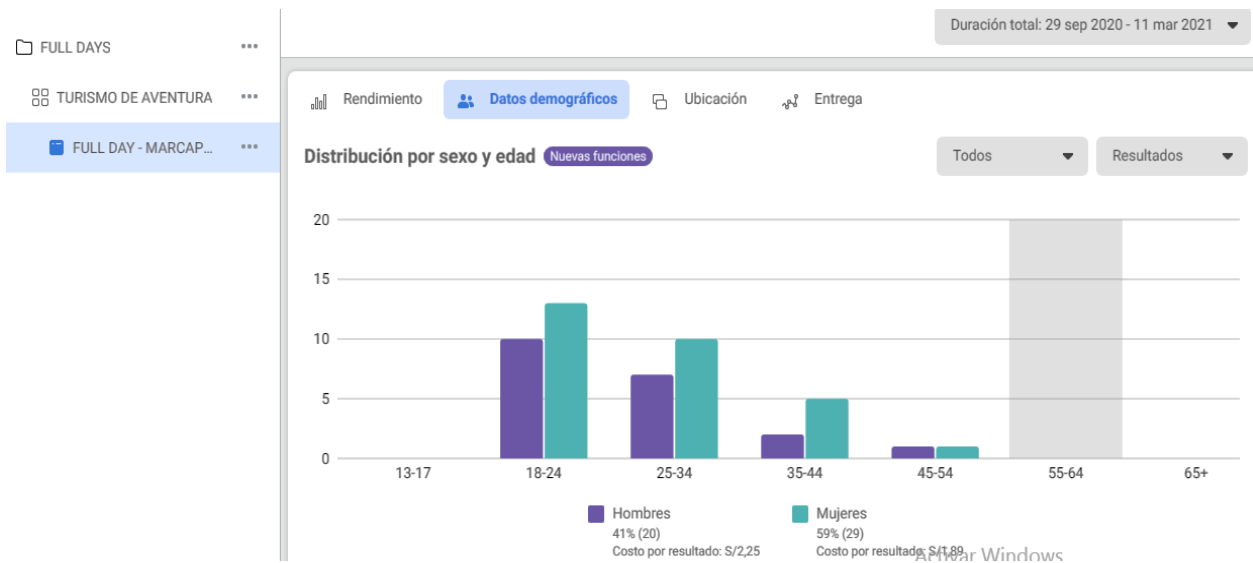 Duración total: 29 sep 2020 - 11 mar 2021
FULL DAYS
TURISMO DE AVENTURA
FULL DAY - MARCAP...
Rendimiento Datos demográficos Ubicación Entrega
Distribución por sexo y edad Nuevas funciones Todos Resultados
20
15
10
5
0
13-17 18-24 25-34 35-44 45-54 55-64 65+
Hombres Mujeres
41% (20) 59% (29)
Costo por resultado: S/2,25 Costo por resultado: S/1,89
Activar Windows